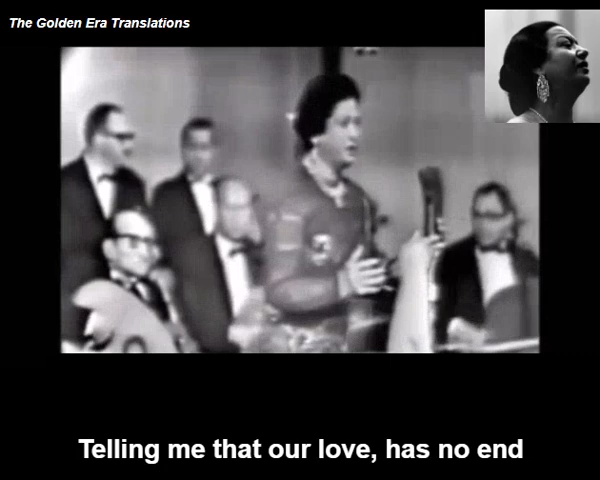 The Golden Era Translations
Telling me that our love, has no end